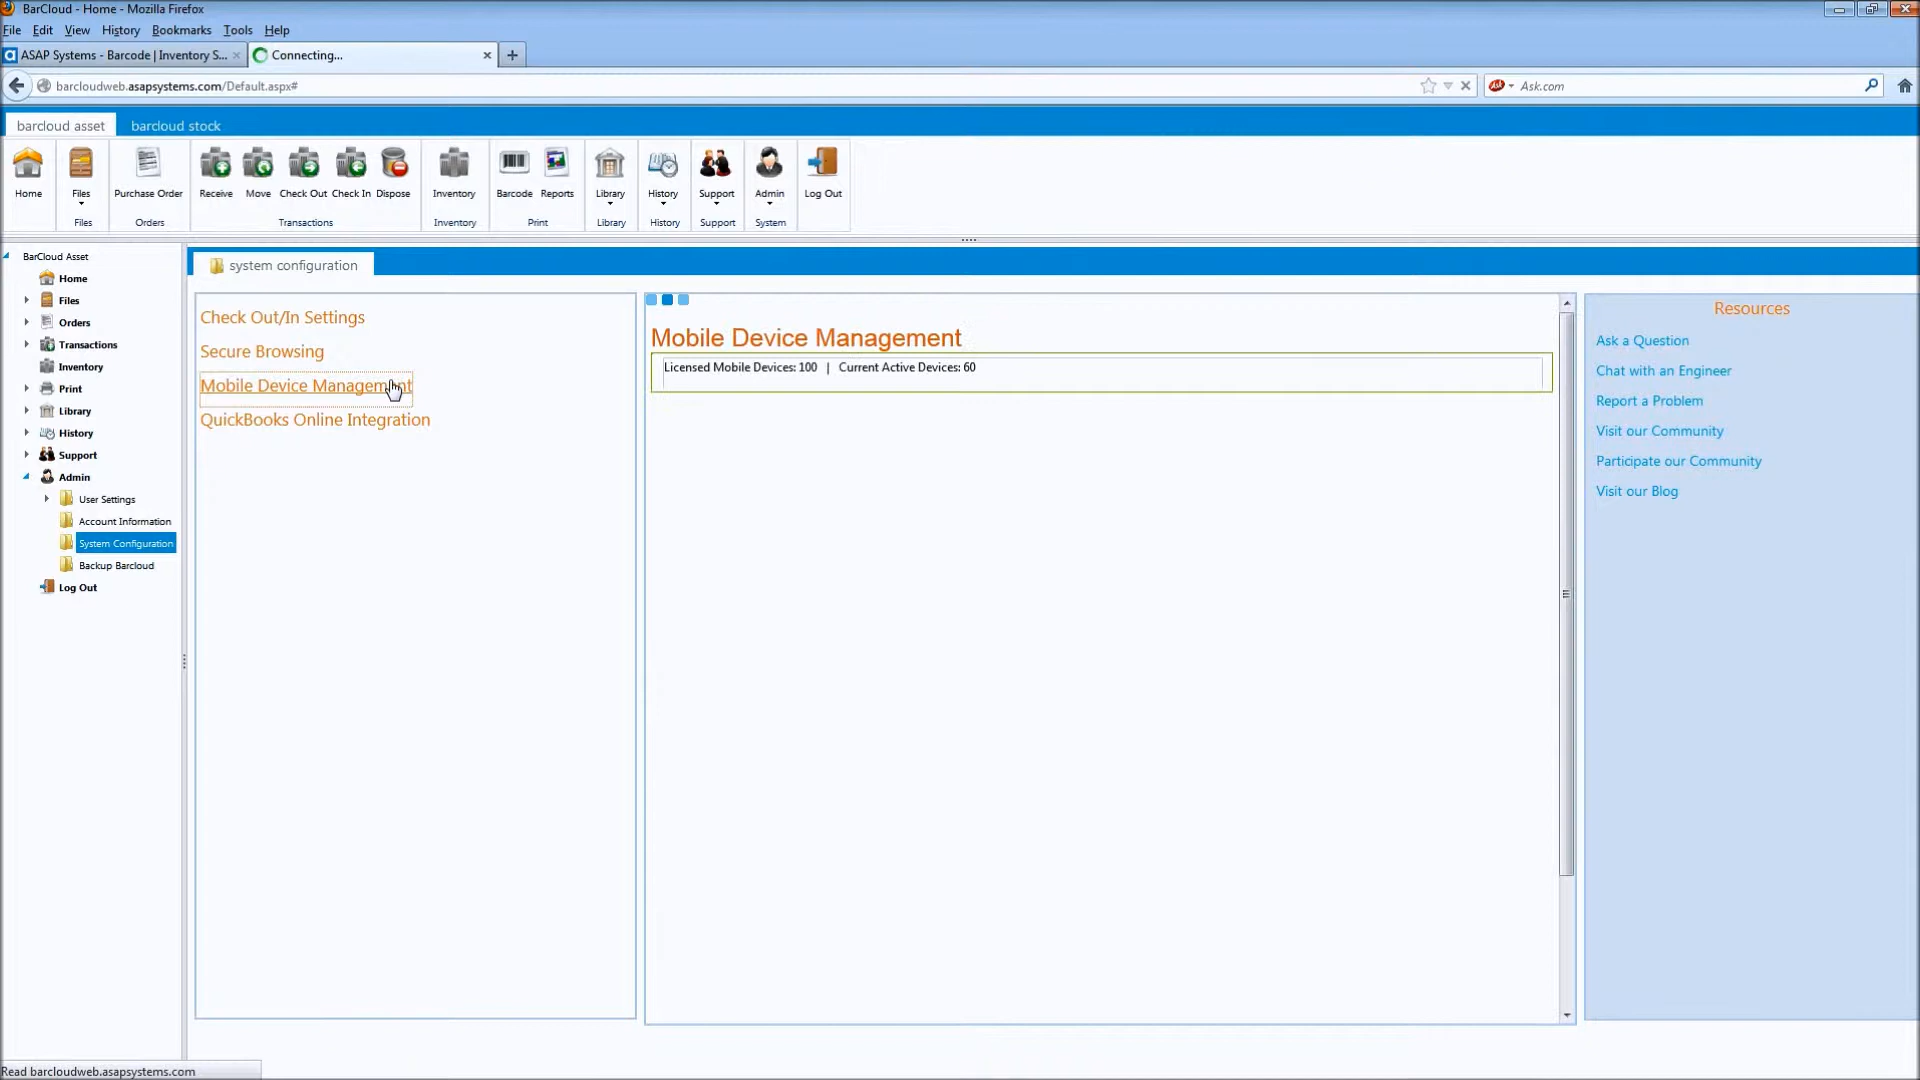 BarCloud - Home - Mozilla Firefox
File Edit View History Bookmarks Tools Help
ASAP Systems - Barcode | Inventory S...
Connecting...
barcloudweb.asapsystems.com/Default.aspx#
Ask.com
barcloud asset
barcloud stock
Home
Files
Purchase Order
Receive
Move
Check Out
Check In
Dispose
Inventory
Barcode
Reports
Library
History
Support
Admin
Log Out
Files
Orders
Transactions
Inventory
Print
Library
History
Support
System
BarCloud Asset
Home
Files
Orders
Transactions
Inventory
Print
Library
History
Support
Admin
User Settings
Account Information
System Configuration
Backup Barcloud
Log Out
system configuration
Check Out/In Settings
Secure Browsing
Mobile Device Management
QuickBooks Online Integration
Mobile Device Management
Licensed Mobile Devices: 100 | Current Active Devices: 60
Resources
Ask a Question
Chat with an Engineer
Report a Problem
Visit our Community
Participate our Community
Visit our Blog
Read barcloudweb.asapsystems.com